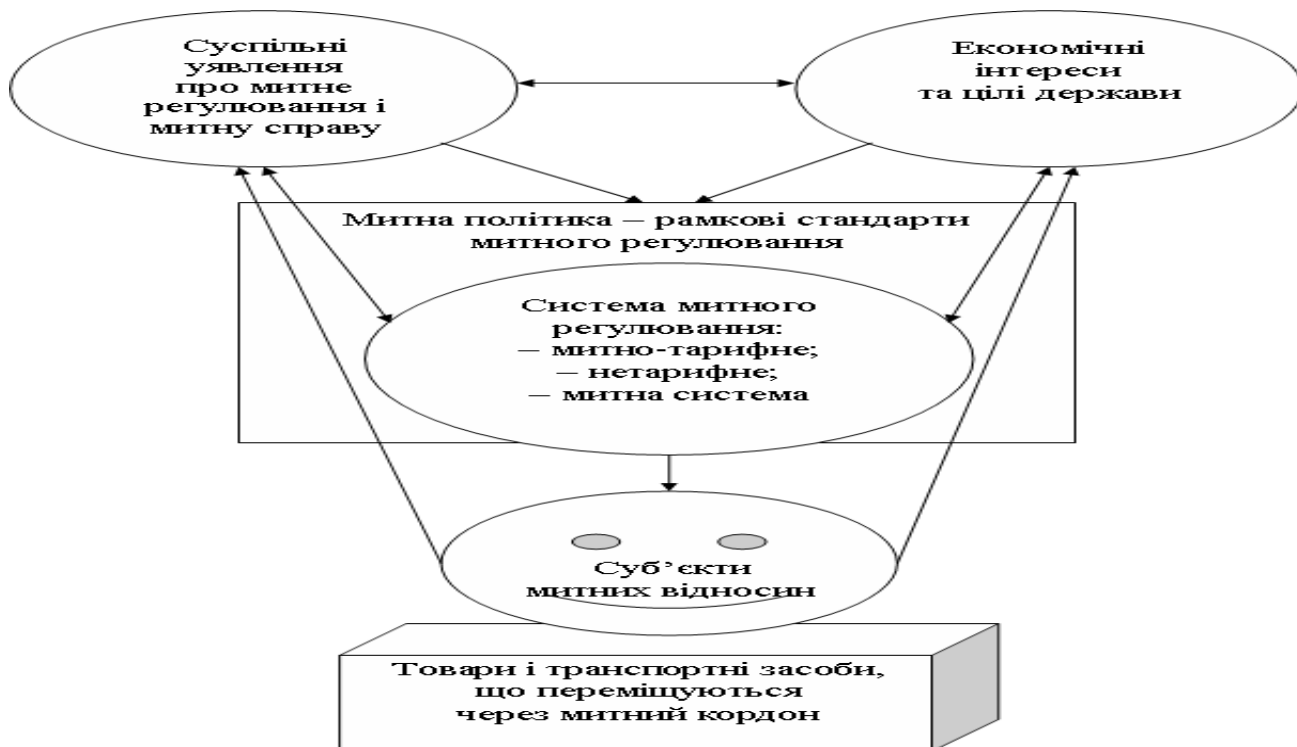 Суспільні
уявлення
про митне
регулювання і
митну справу
Економічні
інтереси
та цілі держави
Митна політика – рамкові стандарти
митного регулювання
Система митного
регулювання:
– митно-тарифне;
– нетарифне;
– митна система
Суб’єкти
митних відносин
Товари і транспортні засоби,
що переміщуються
через митний кордон